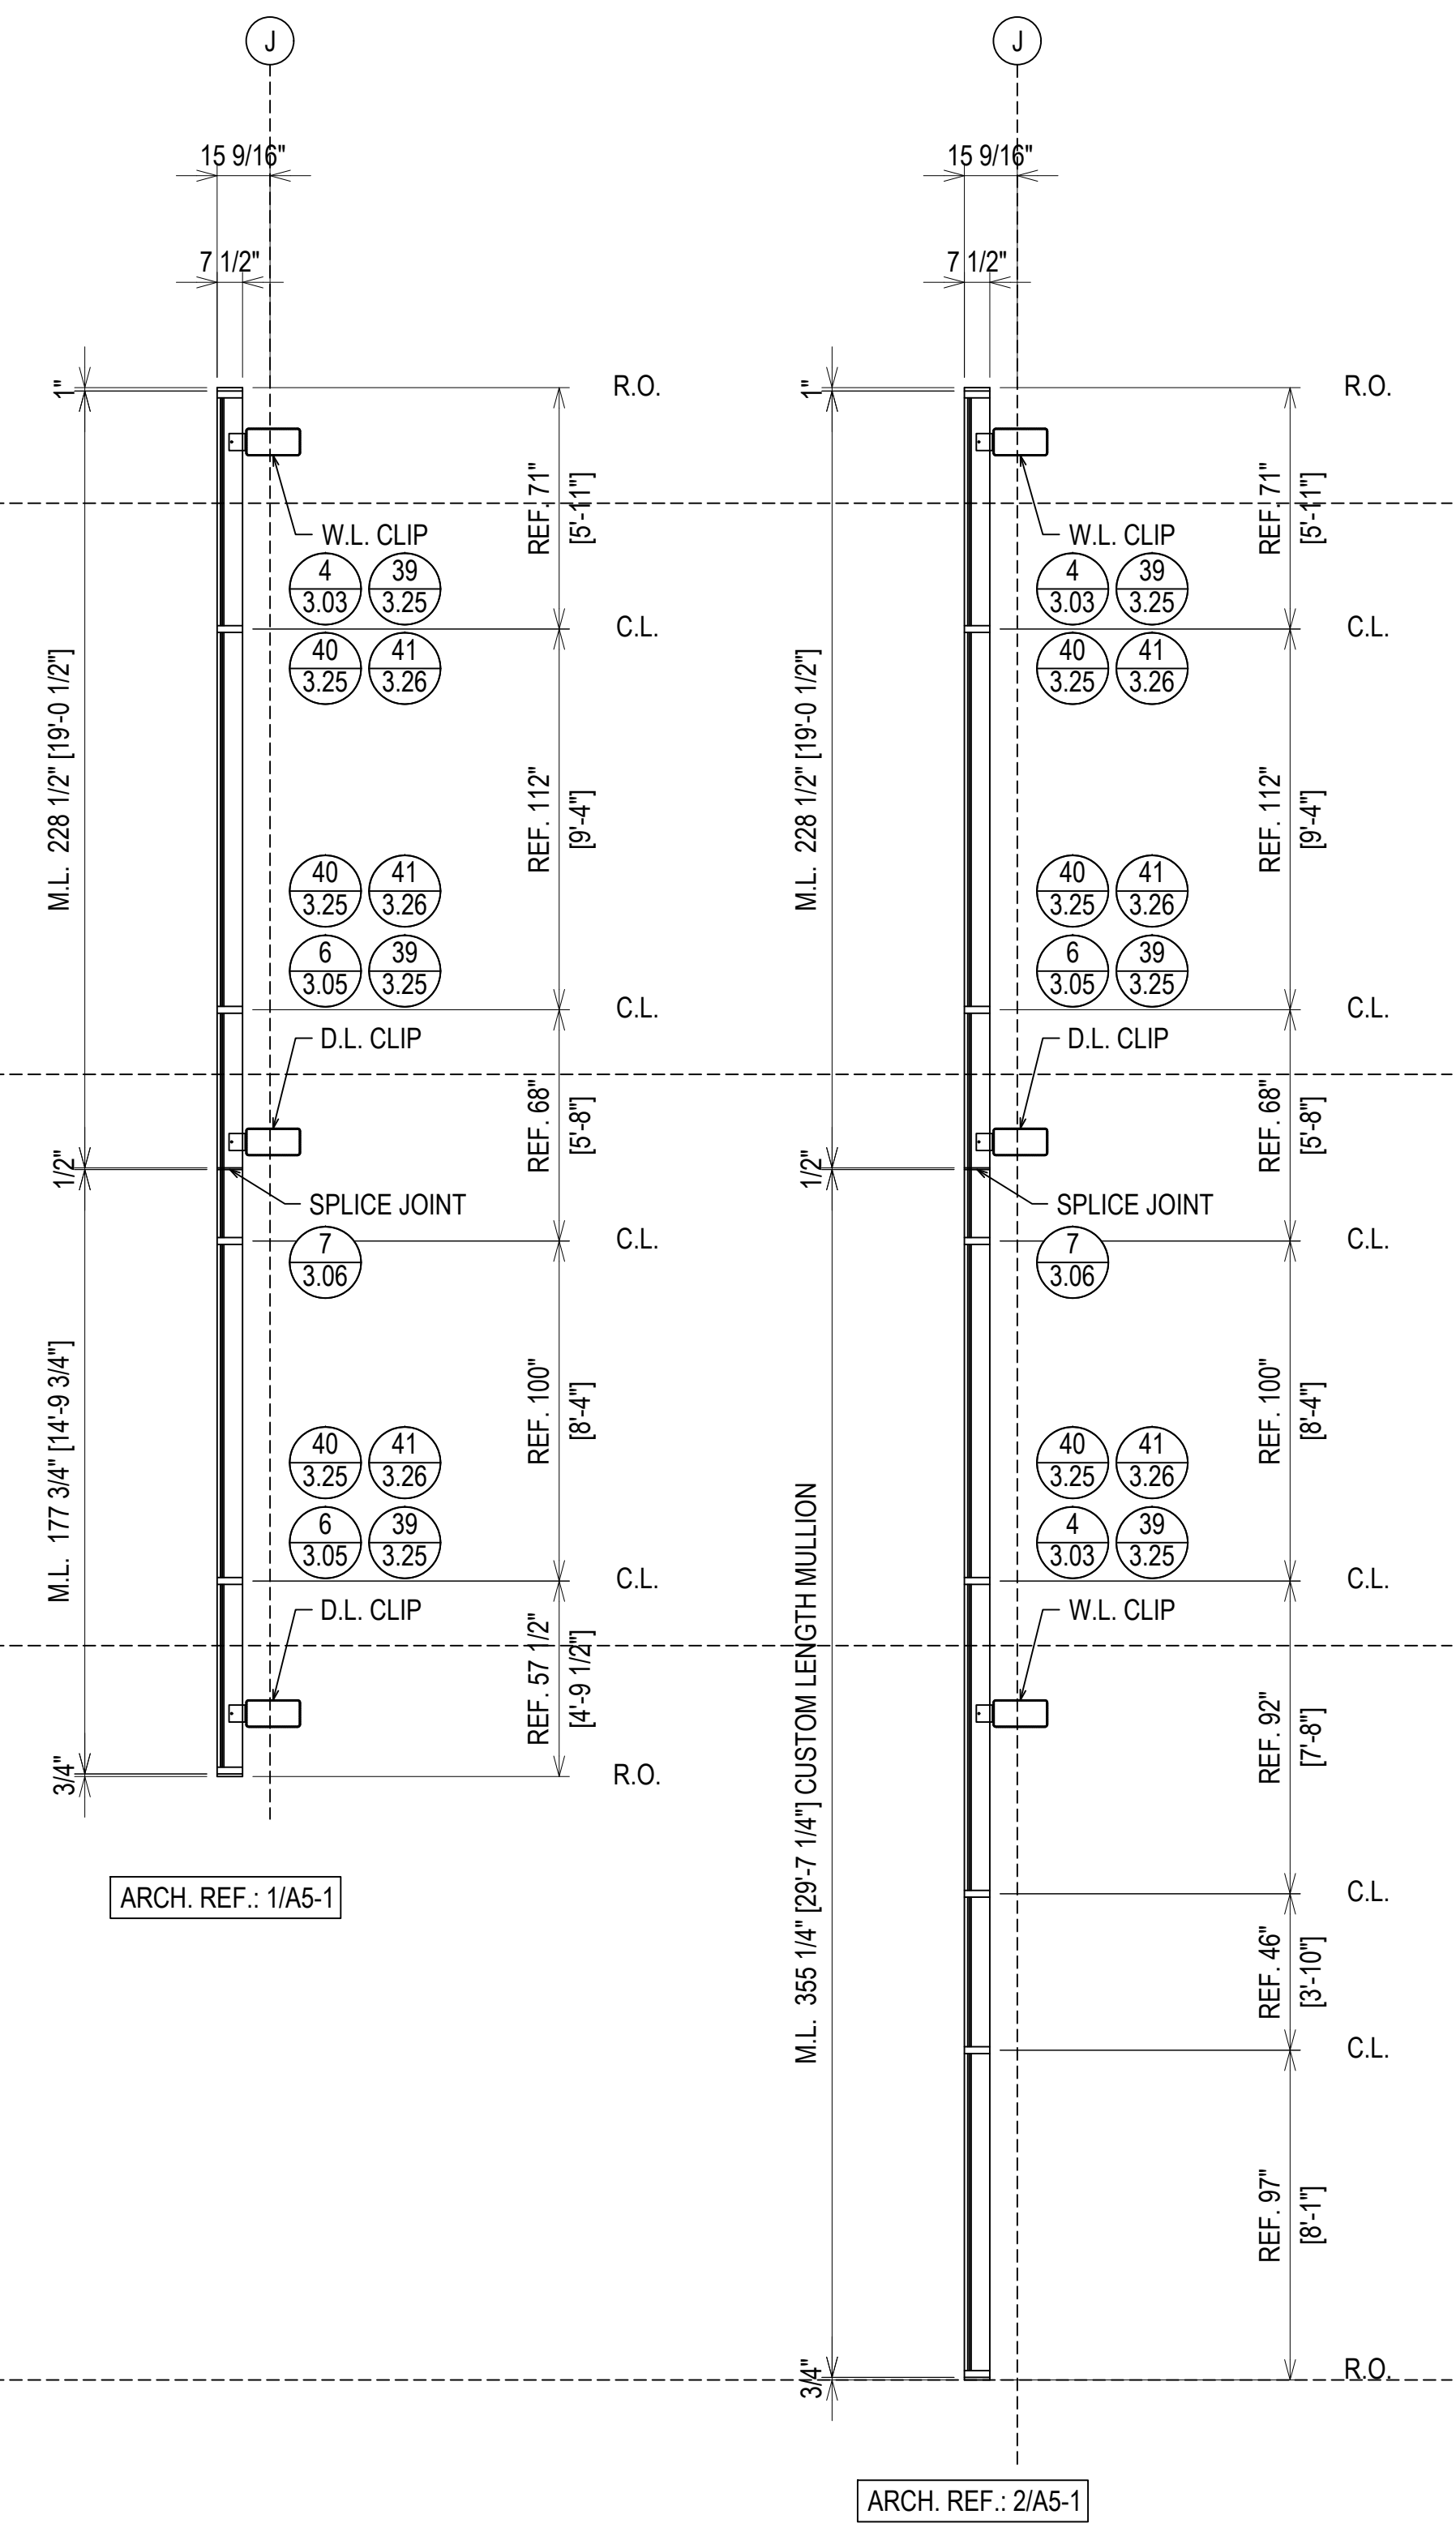 J
15 9/16"
7 1/2"
1"
R.O.
REF. 71"
[5'-11"]
W.L. CLIP
4
3.03
39
3.25
C.L.
40
3.25
41
3.26
M.L. 228 1/2" [19'-0 1/2"]
REF. 112"
[9'-4"]
40
3.25
41
3.26
6
3.05
39
3.25
C.L.
D.L. CLIP
REF. 68"
[5'-8"]
1/2"
SPLICE JOINT
C.L.
7
3.06
M.L. 177 3/4" [14'-9 3/4"]
REF. 100"
[8'-4"]
40
3.25
41
3.26
6
3.05
39
3.25
C.L.
D.L. CLIP
REF. 57 1/2"
[4'-9 1/2"]
3/4"
R.O.
ARCH. REF.: 1/A5-1
J
15 9/16"
7 1/2"
1"
R.O.
REF. 71"
[5'-11"]
W.L. CLIP
4
3.03
39
3.25
C.L.
40
3.25
41
3.26
M.L. 228 1/2" [19'-0 1/2"]
REF. 112"
[9'-4"]
40
3.25
41
3.26
6
3.05
39
3.25
C.L.
D.L. CLIP
REF. 68"
[5'-8"]
1/2"
SPLICE JOINT
C.L.
7
3.06
REF. 100"
[8'-4"]
40
3.25
41
3.26
4
3.03
39
3.25
C.L.
W.L. CLIP
M.L. 355 1/4" [29'-7 1/4"] CUSTOM LENGTH MULLION
REF. 92"
[7'-8"]
C.L.
REF. 46"
[3'-10"]
C.L.
REF. 97"
[8'-1"]
3/4"
R.O.
ARCH. REF.: 2/A5-1